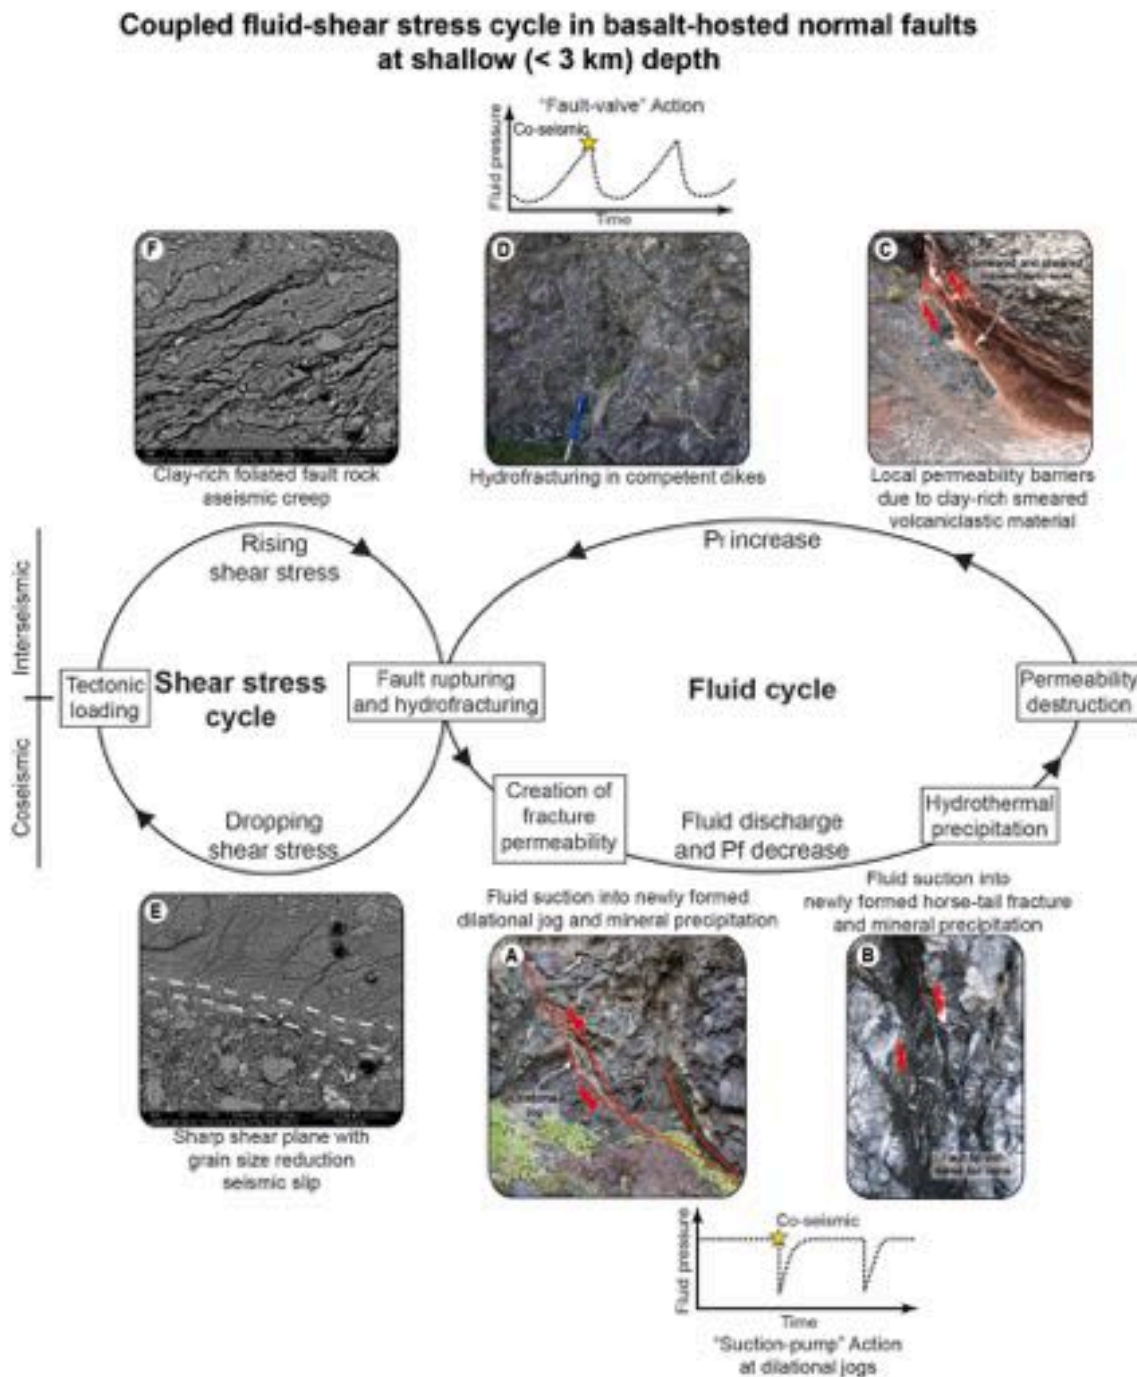 Coupled fluid-shear stress cycle in basalt-hosted normal faults
at shallow (< 3 km) depth
"Fault-valve" Action
Co-seismic
Fluid pressure
Time
F
D
C
Clay-rich foliated fault rock
aseismic creep
Hydrofracturing in competent dikes
Local permeability barriers
due to clay-rich smeared
volcaniclastic material
Interseismic
Coseismic
Rising
shear stress
Pf increase
Tectonic
loading
Shear stress
cycle
Fault rupturing
and hydrofracturing
Fluid cycle
Permeability
destruction
Dropping
shear stress
Creation of
fracture
permeability
Fluid discharge
and Pf decrease
Hydrothermal
precipitation
Fluid suction into newly formed
dilational jog and mineral precipitation
Fluid suction into
newly formed horse-tail fracture
and mineral precipitation
E
A
B
Sharp shear plane with
grain size reduction
seismic slip
Co-seismic
Fluid pressure
Time
"Suction-pump" Action
at dilational jogs